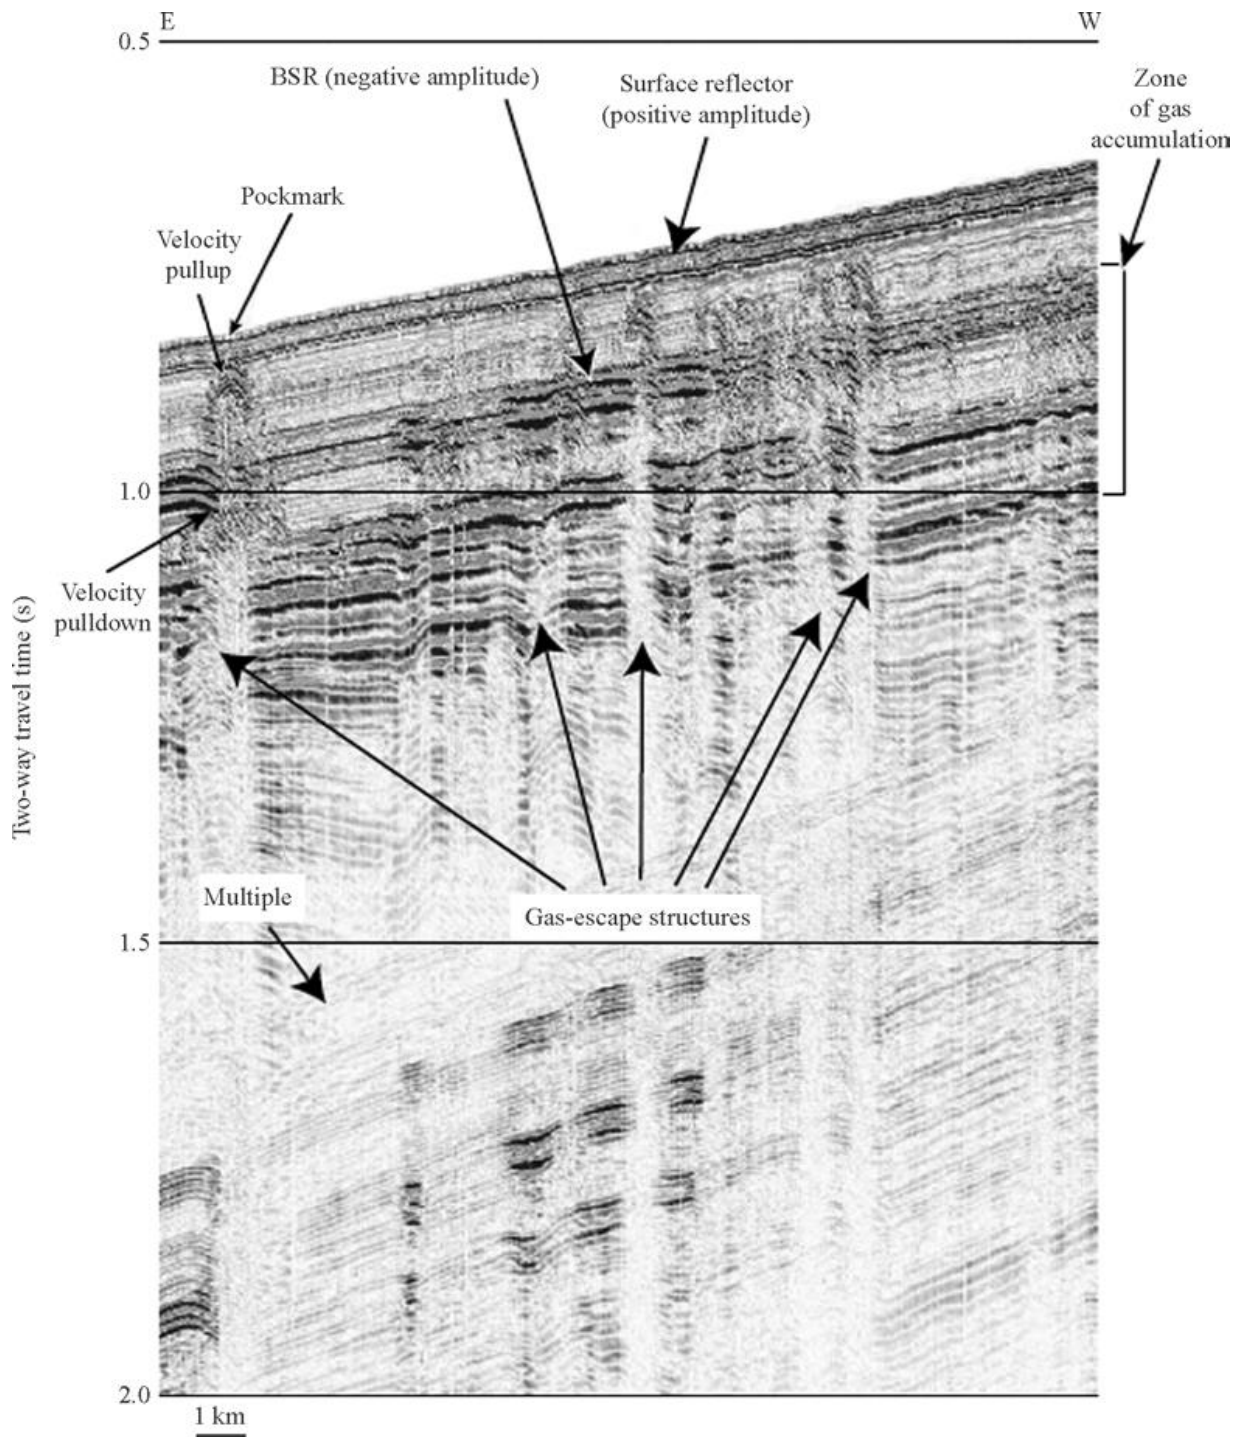 E
W
0.5
BSR (negative amplitude)
Surface reflector
(positive amplitude)
Zone
of gas
accumulation
Pockmark
Velocity
pullup
1.0
Velocity
pulldown
Two-way travel time (s)
Multiple
Gas-escape structures
1.5
2.0
1 km